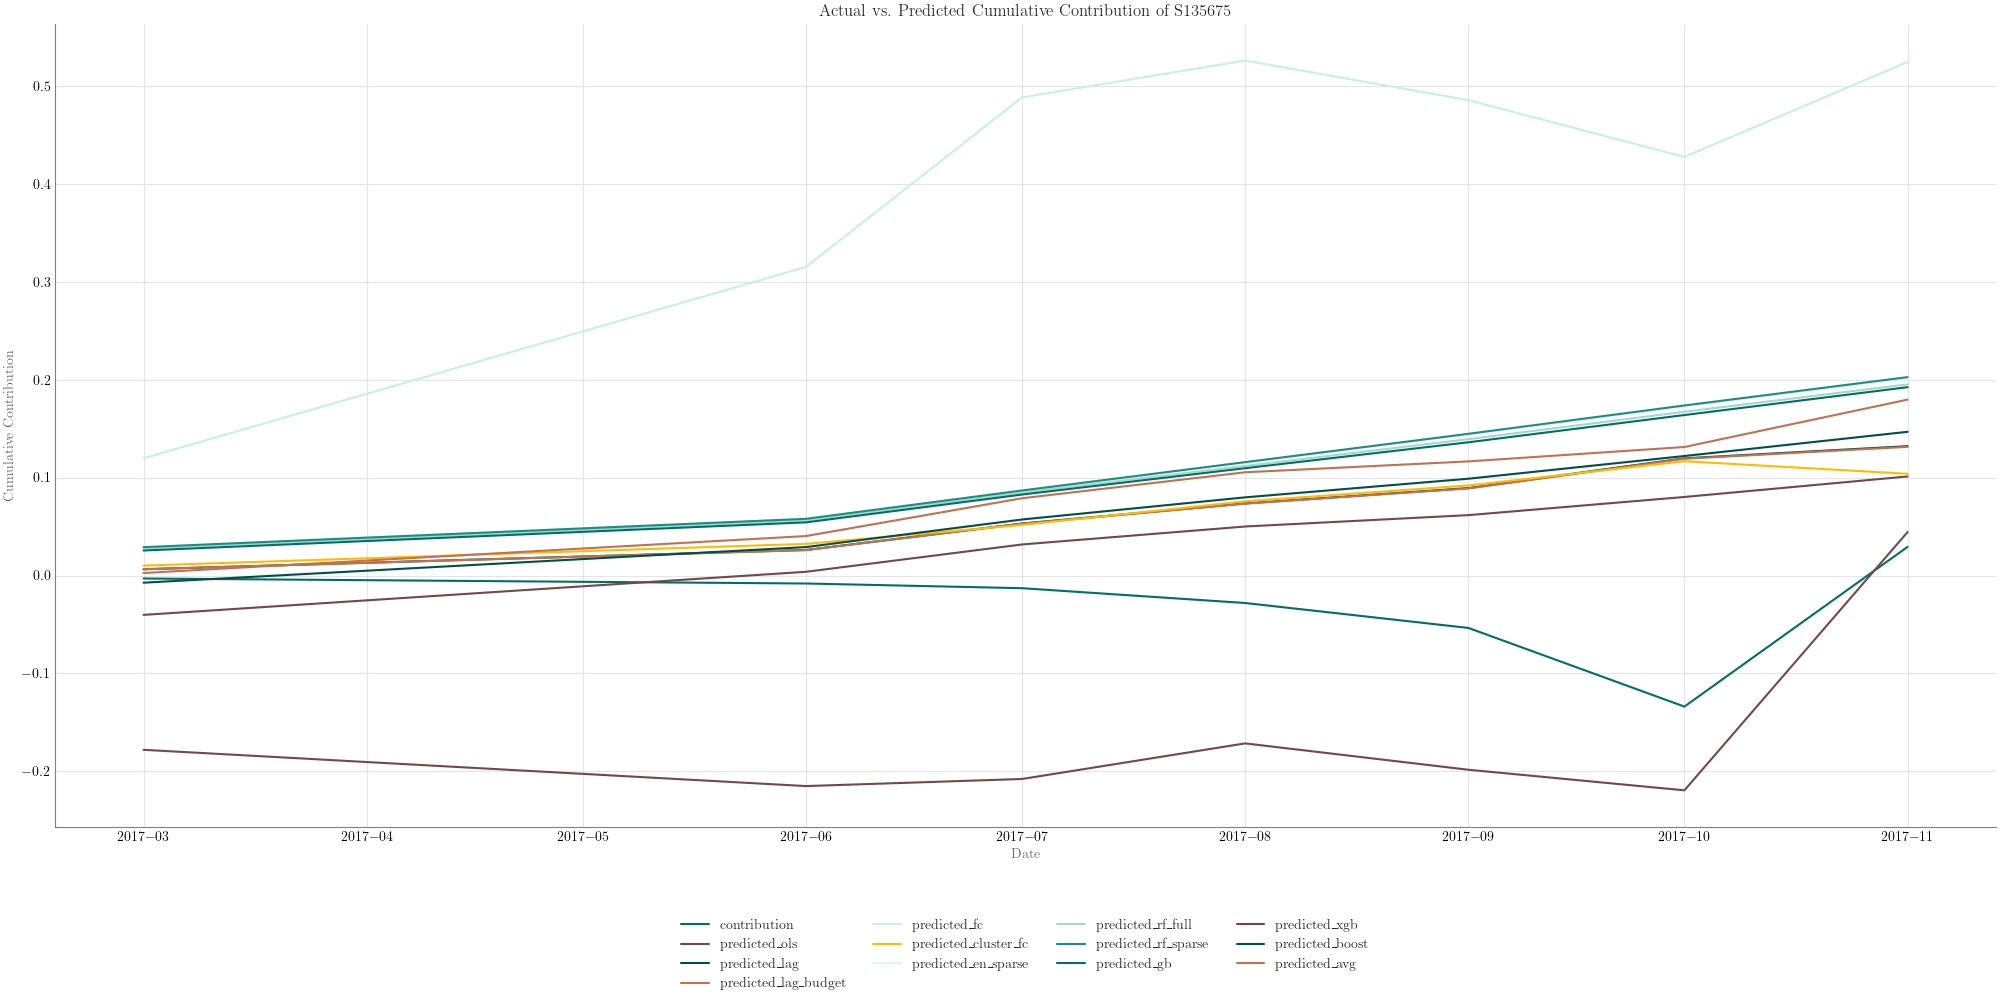 Actual vs. Predicted Cumulative Contribution of S135675
Cumulative Contribution
0.5
0.4
0.3
0.2
0.1
0.0
−0.1
−0.2
2017−03 2017−04 2017−05 2017−06 2017−07 2017−08 2017−09 2017−10 2017−11
Date
contribution predicted_fc predicted_rf_full predicted_xgb
predicted_ols predicted_cluster_fc predicted_rf_sparse predicted_boost
predicted_lag predicted_en_sparse predicted_gb predicted_avg
predicted_lag_budget